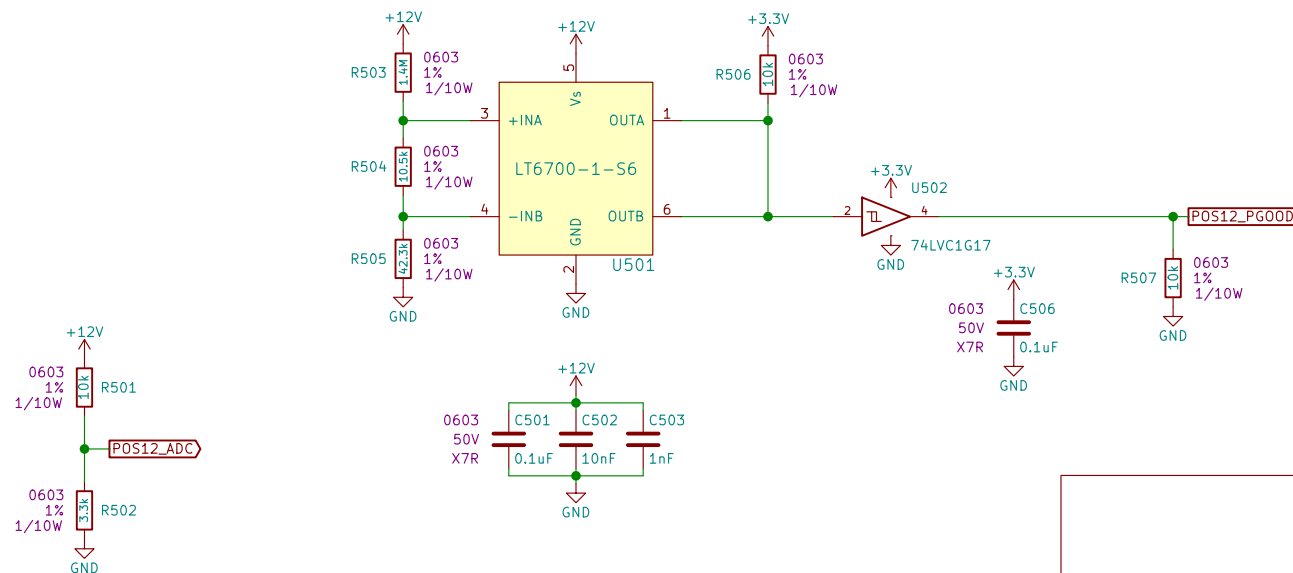 +12V
R503
1.4M
0603
1%
1/10W
R504
10.5k
0603
1%
1/10W
R505
42.3k
0603
1%
1/10W
GND
+12V
5
Vs
3
+INA
OUTA
1
LT6700-1-S6
4
-INB
OUTB
6
GND
2
U501
GND
+3.3V
R506
10k
0603
1%
1/10W
+3.3V
U502
2
4
74LVC1G17
GND
POS12_PGOOD
R507
10k
0603
1%
1/10W
GND
+3.3V
0603
50V
X7R
C506
0.1uF
GND
+12V
0603
1%
1/10W
10k
R501
POS12_ADC
0603
1%
1/10W
3.3k
R502
GND
+12V
0603
50V
X7R
C501
0.1uF
C502
10nF
C503
1nF
GND